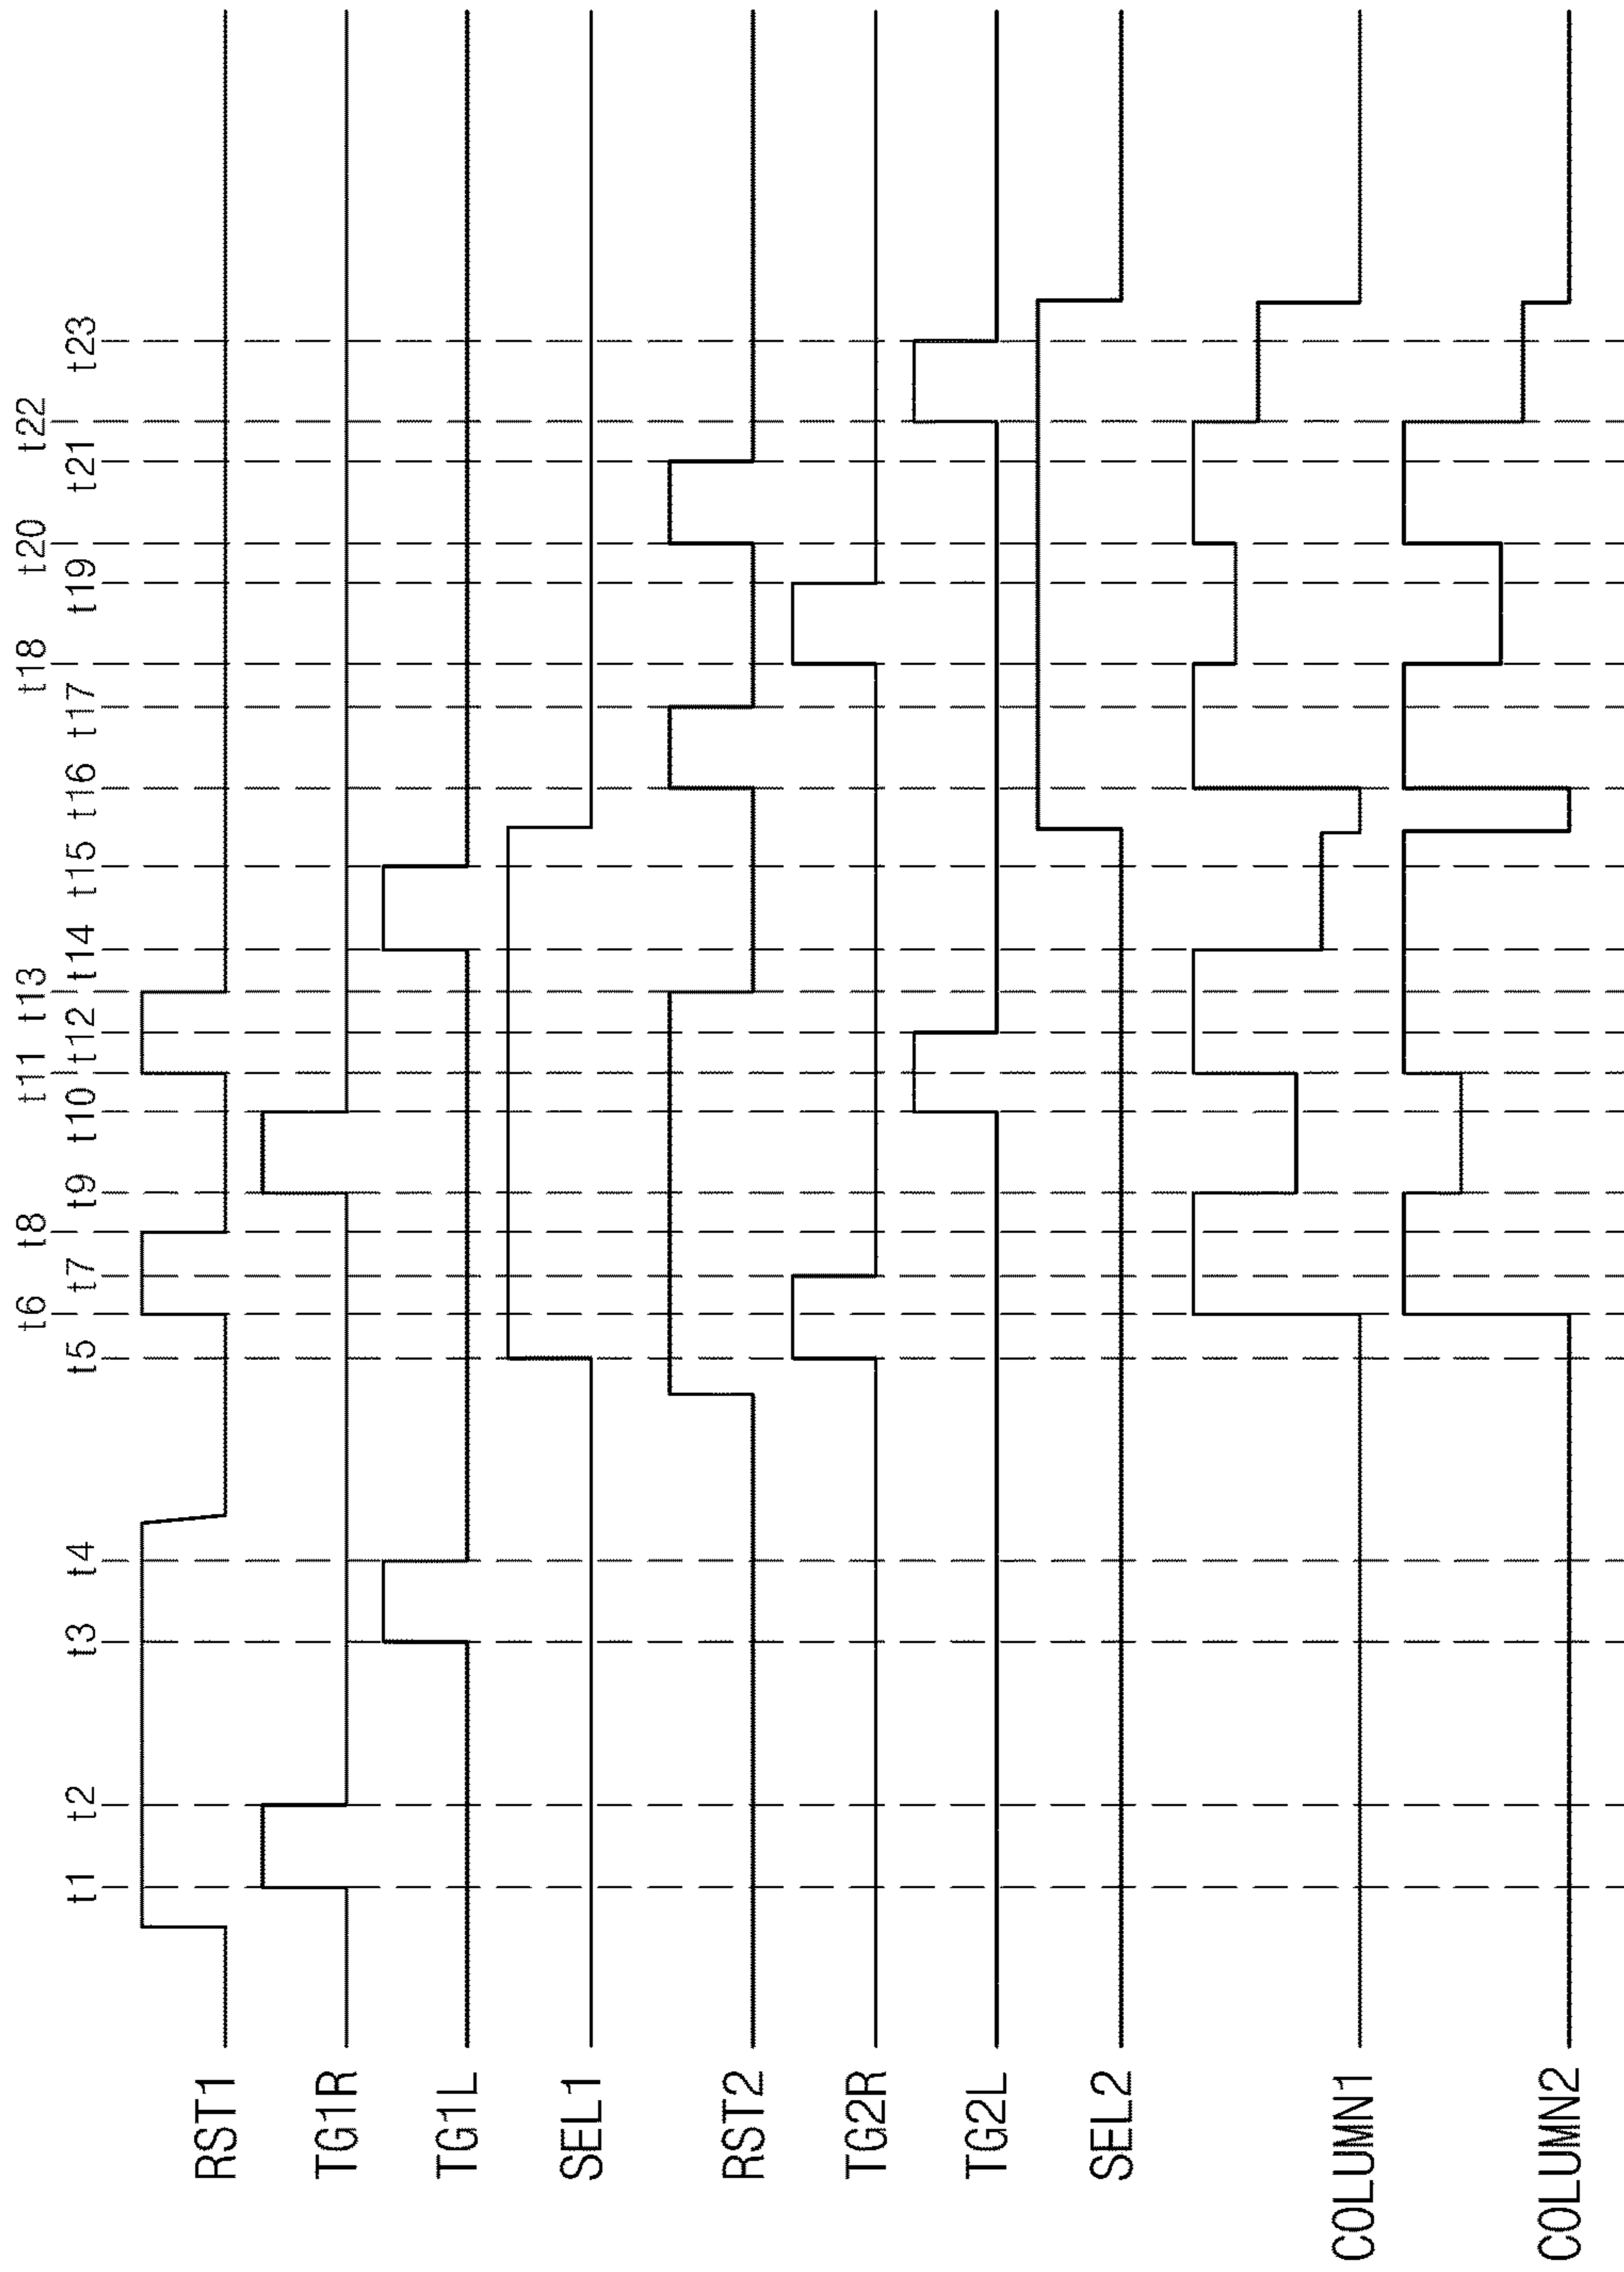 t6 t8 t11 t13 t18 t20 t22
t1 t2 t3 t4 t5 t7 t9 t10 t12 t14 t15 t16 t17 t19 t21 t23
RST1
TG1R
TG1L
SEL1
RST2
TG2R
TG2L
SEL2
COLUMN1
COLUMN2